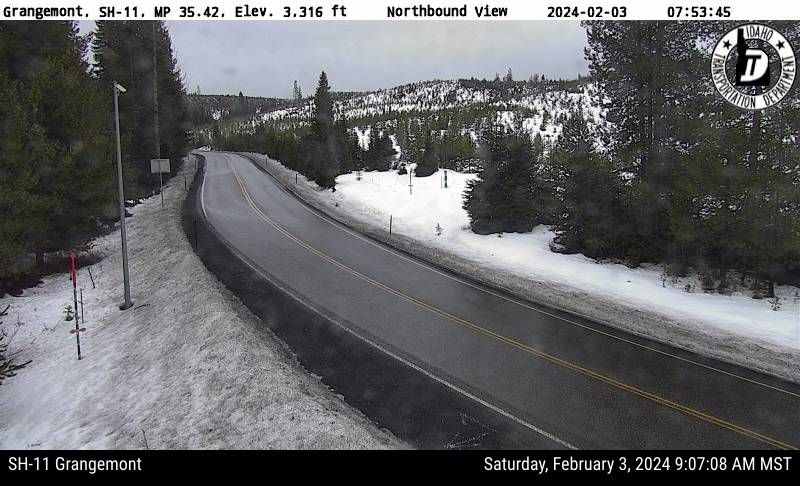 Grangemont, SH-11, MP 35.42, Elev. 3,316 ft Northbound View 2024-02-03 07:53:45
IDAHO
TRANSPORTATION DEPARTMENT
SH-11 Grangemont Saturday, February 3, 2024 9:07:08 AM MST